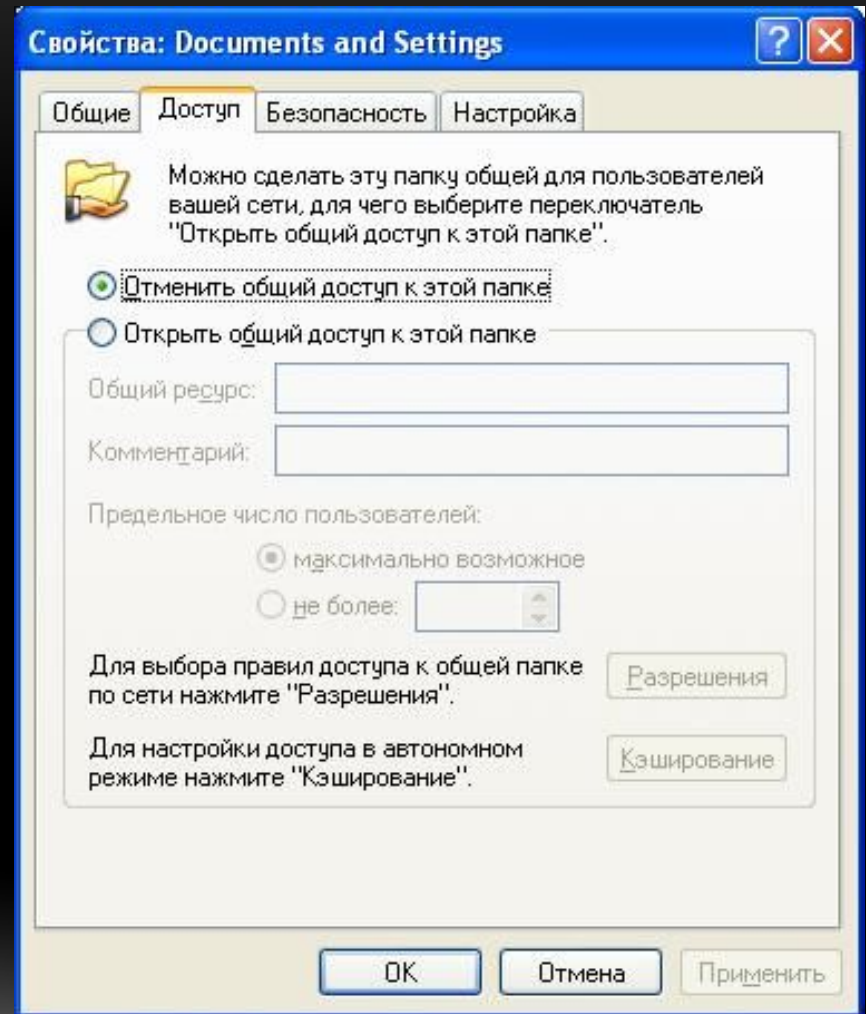 Свойства: Documents and Settings
Общие Доступ Безопасность Настройка
Можно сделать эту папку общей для пользователей
вашей сети, для чего выберите переключатель
"Открыть общий доступ к этой папке".
Отменить общий доступ к этой папке
Открыть общий доступ к этой папке
Общий ресурс:
Комментарий:
Предельное число пользователей:
максимально возможное
не более:
Для выбора правил доступа к общей папке
по сети нажмите "Разрешения".
Разрешения
Для настройки доступа в автономном
режиме нажмите "Кэширование".
Кэширование
OK Отмена Применить